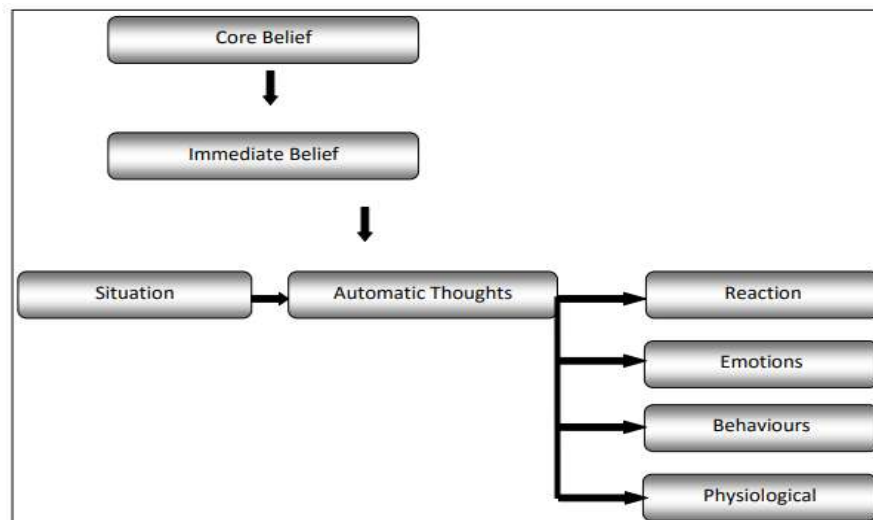 Core Belief
Immediate Belief
Situation
Automatic Thoughts
Reaction
Emotions
Behaviours
Physiological